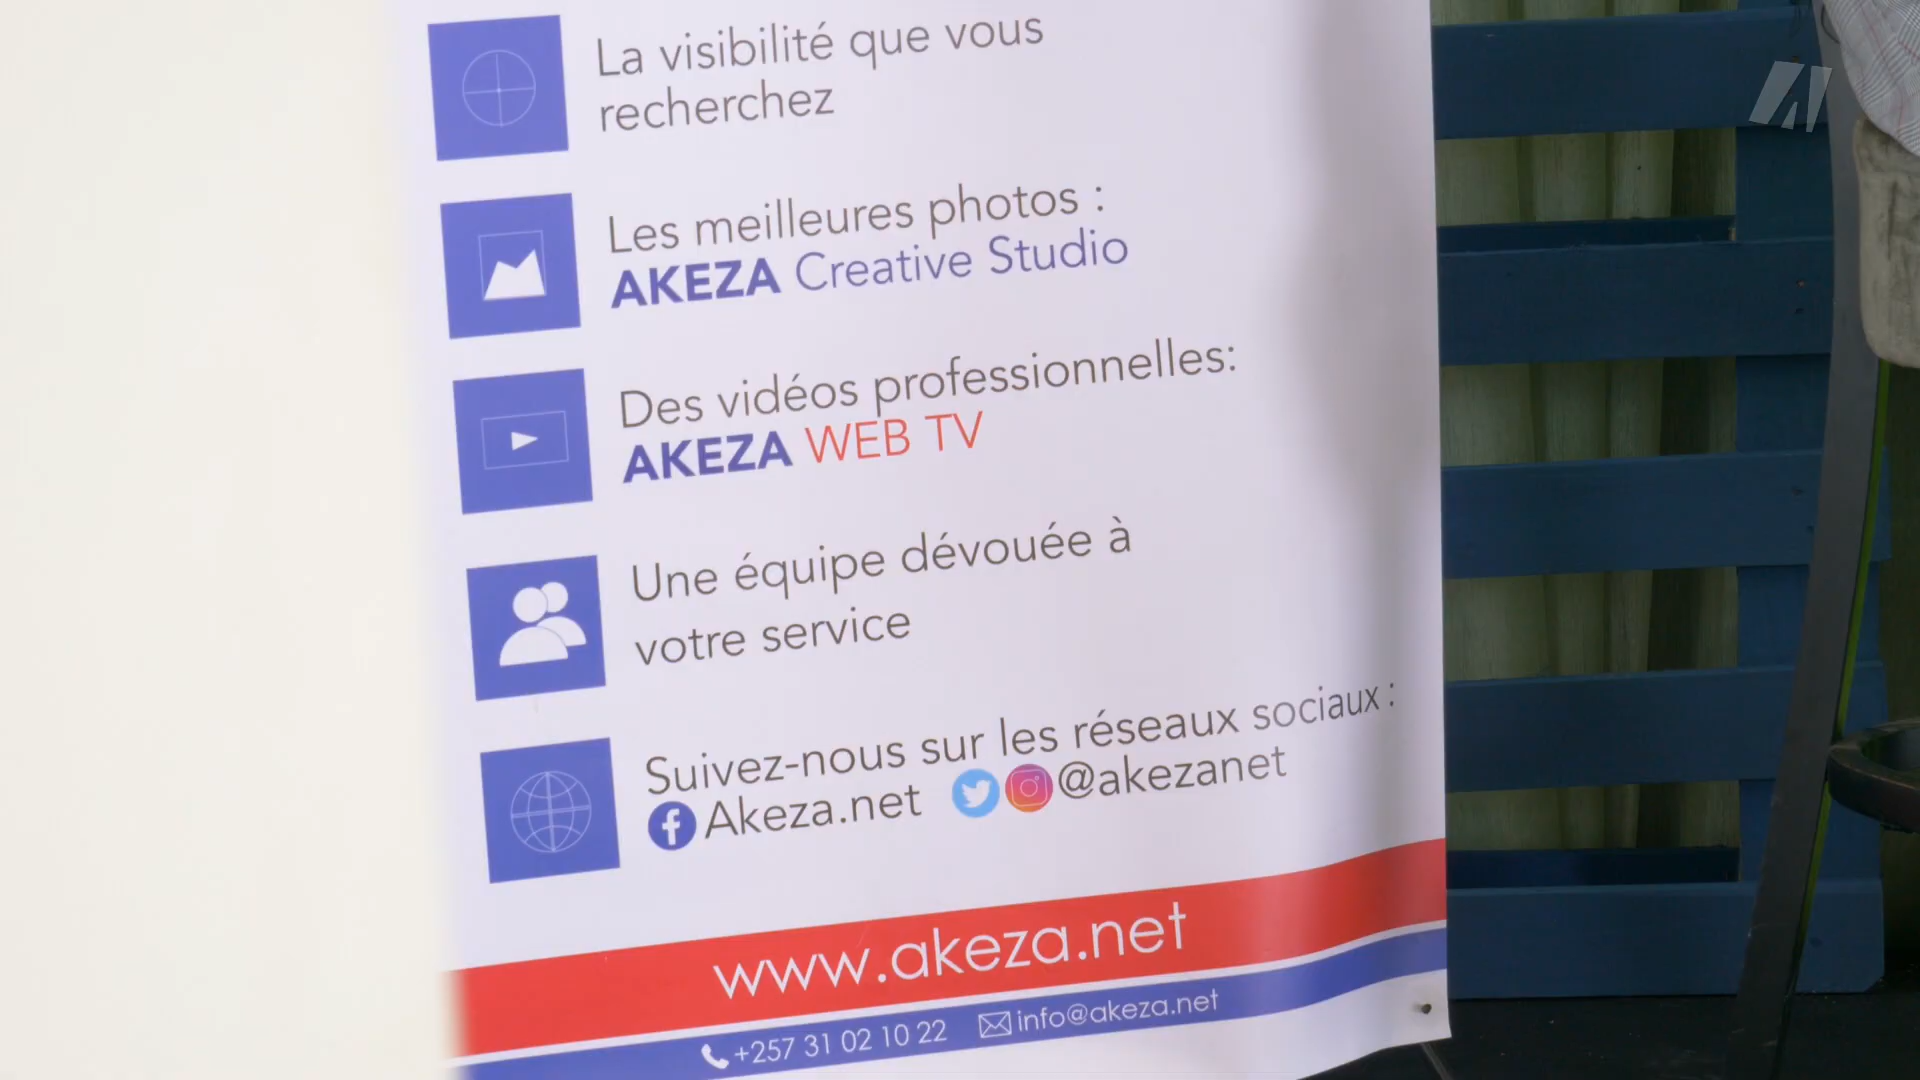 La visibilité que vous
recherchez
Les meilleures photos :
AKEZA Creative Studio
Des vidéos professionnelles:
AKEZA WEB TV
Une équipe dévouée à
votre service
Suivez-nous sur les réseaux sociaux :
Akeza.net @akezanet
www.akeza.net
+257 31 02 10 22 info@akeza.net